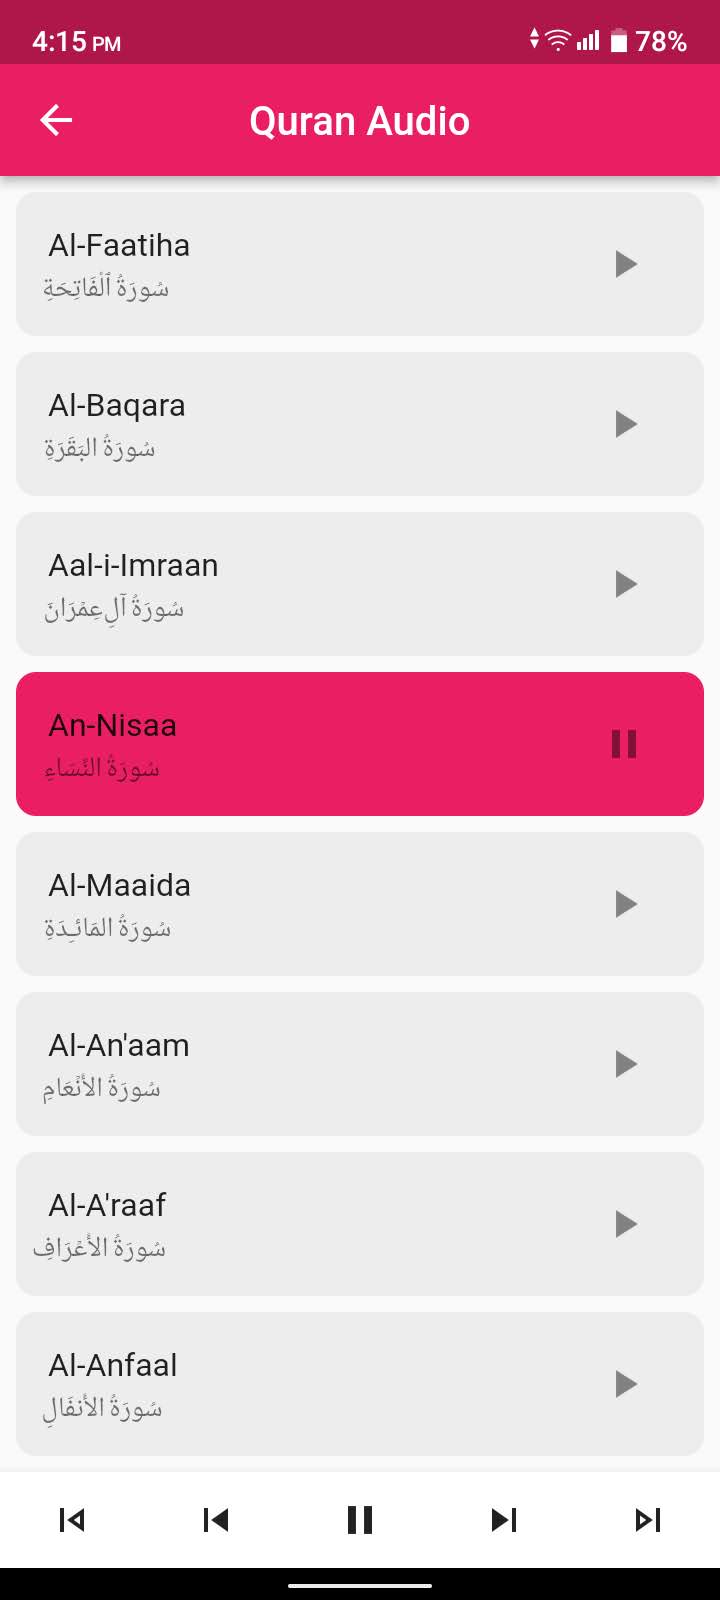 4:15 PM
78%
Quran Audio
Al-Faatiha
سُورَةُ ٱلْفَاتِحَةِ
Al-Baqara
سُورَةُ البَقَرَةِ
Aal-i-Imraan
سُورَةُ آلِ عِمۡرَانَ
An-Nisaa
سُورَةُ النِّسَاءِ
Al-Maaida
سُورَةُ المَائـِدَةِ
Al-An'aam
سُورَةُ الأَنۡعَامِ
Al-A'raaf
سُورَةُ الأَعۡرَافِ
Al-Anfaal
سُورَةُ الأَنفَالِ